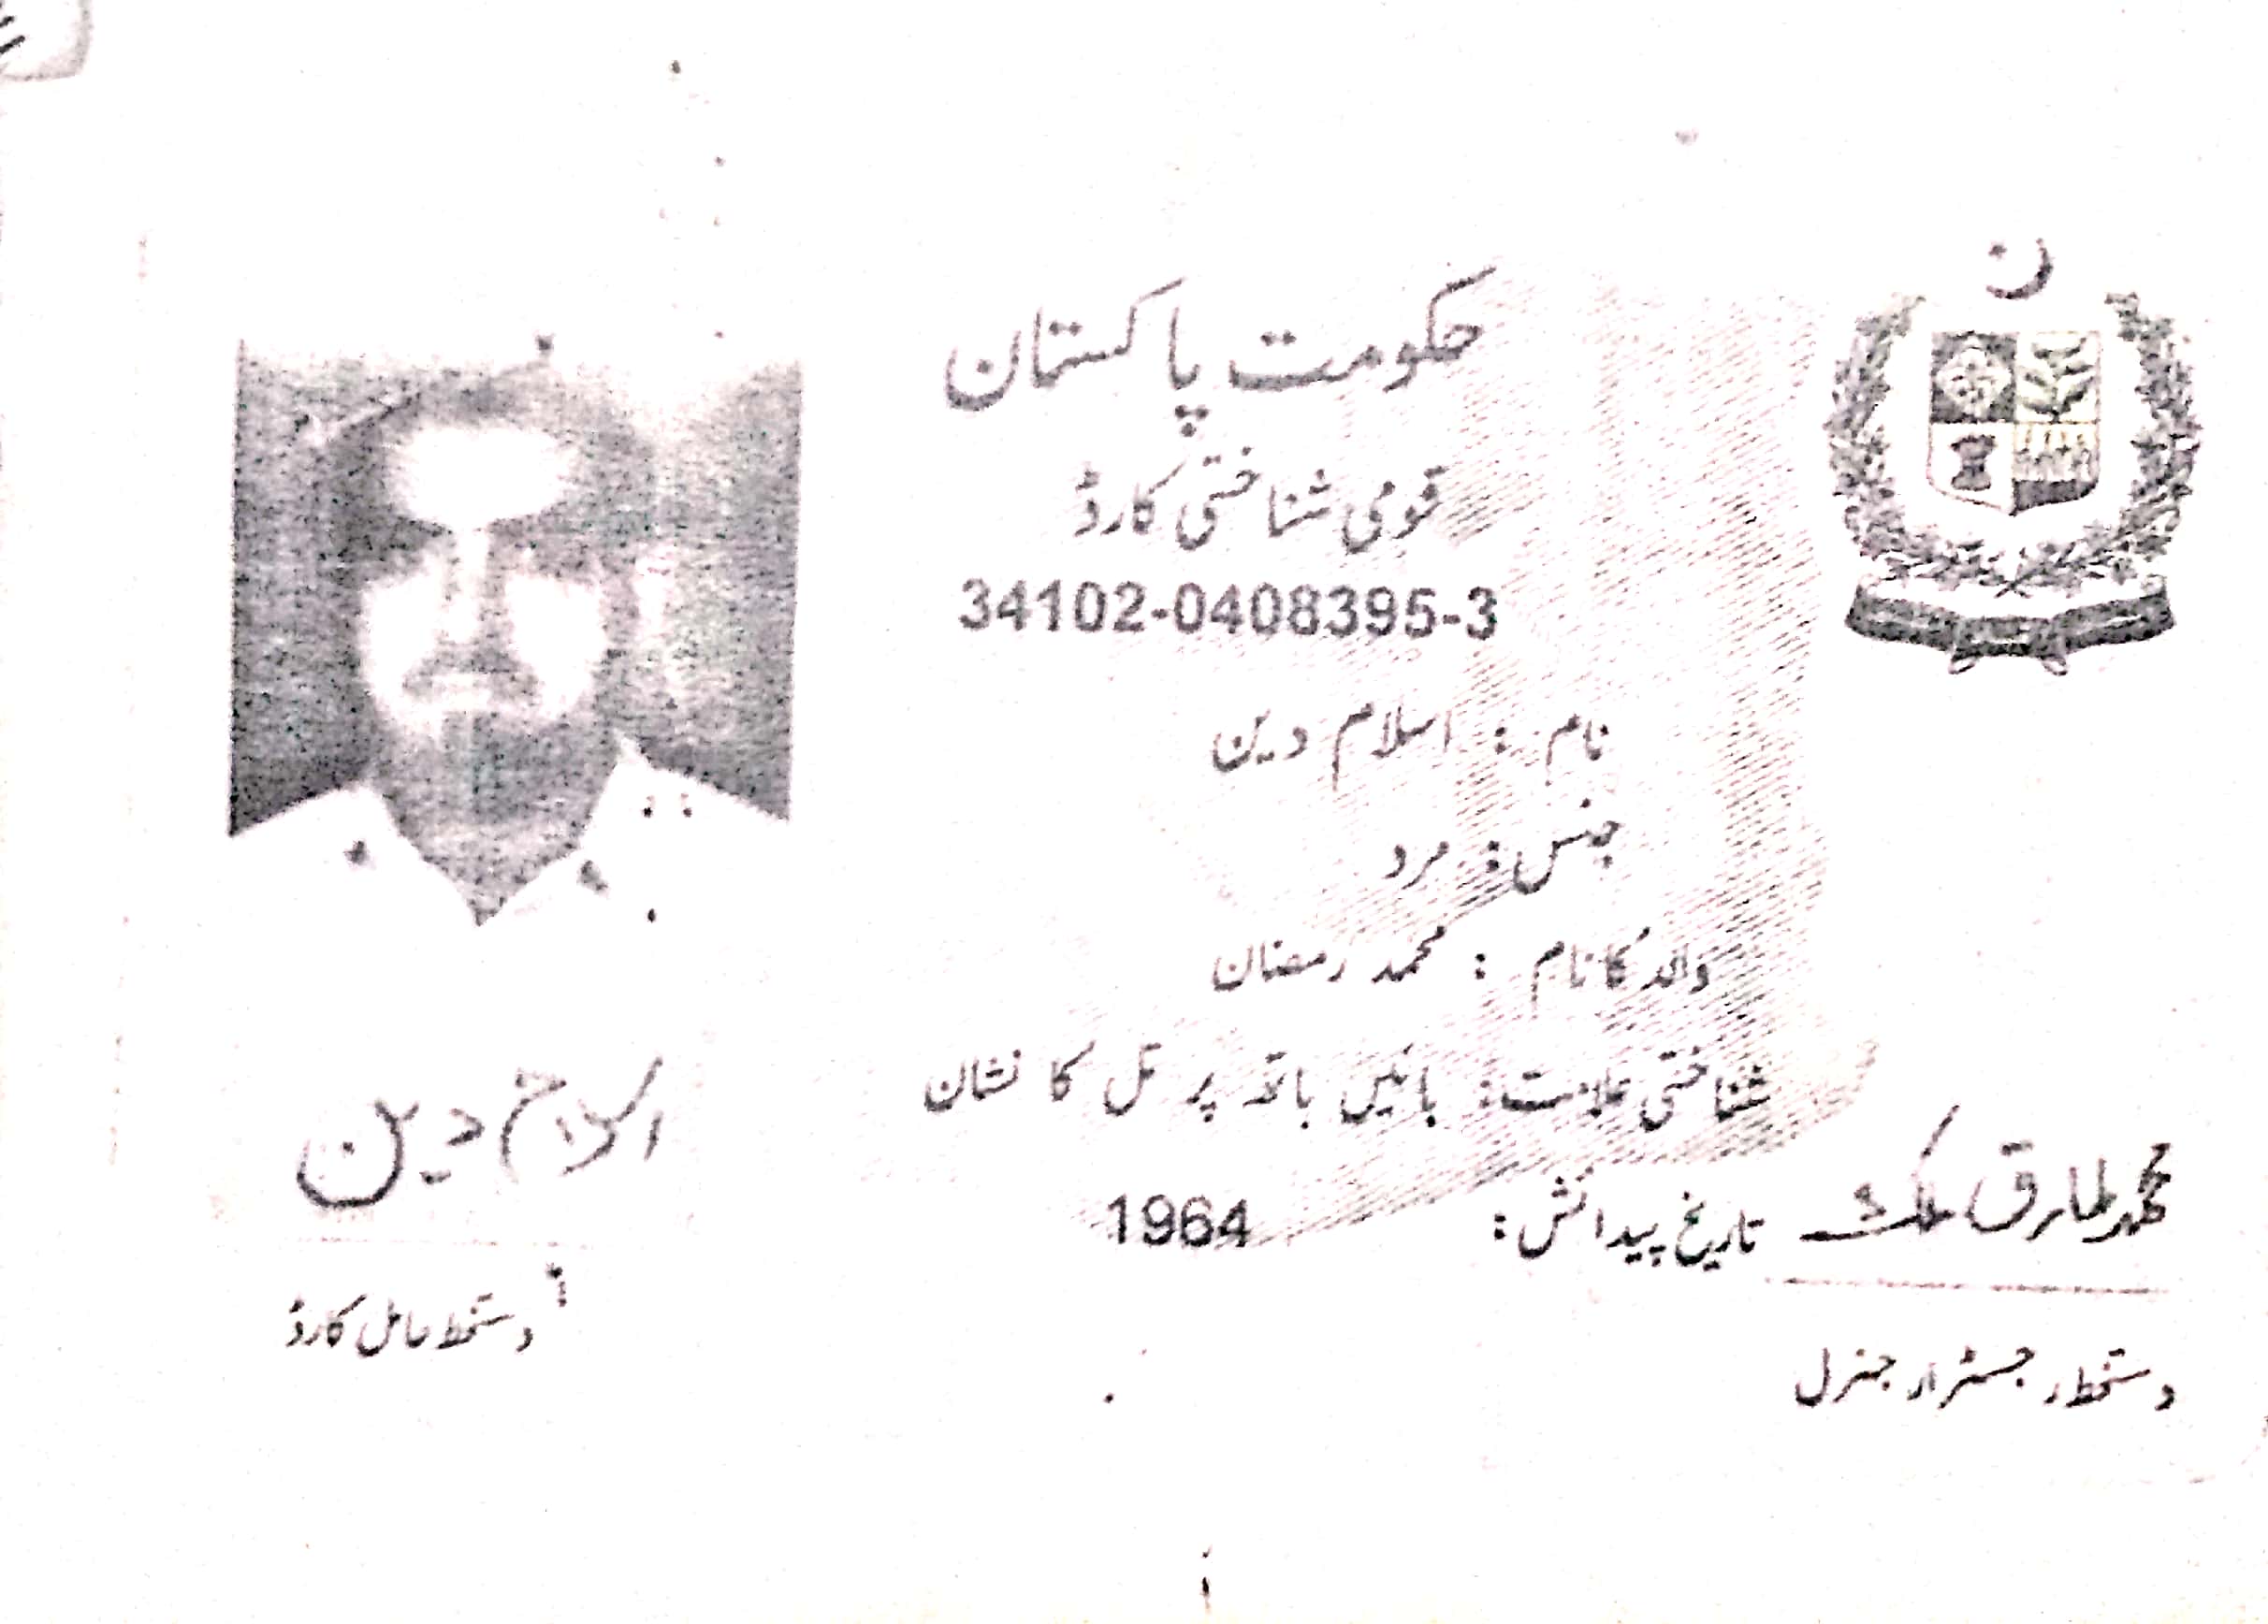 حکومت پاکستان
قومی شناختی کارڈ
34102-0408395-3
نام : اسلام دین
جنس : مرد
والد کا نام : محمد رمضان
شناختی علامت: بائیں ہاتھ پر تل کا نشان
تاریخ پیدائش: 1964
محمد طارق ملک
دستخط رجسٹرار جنرل
اسلام دین
دستخط حامل کارڈ